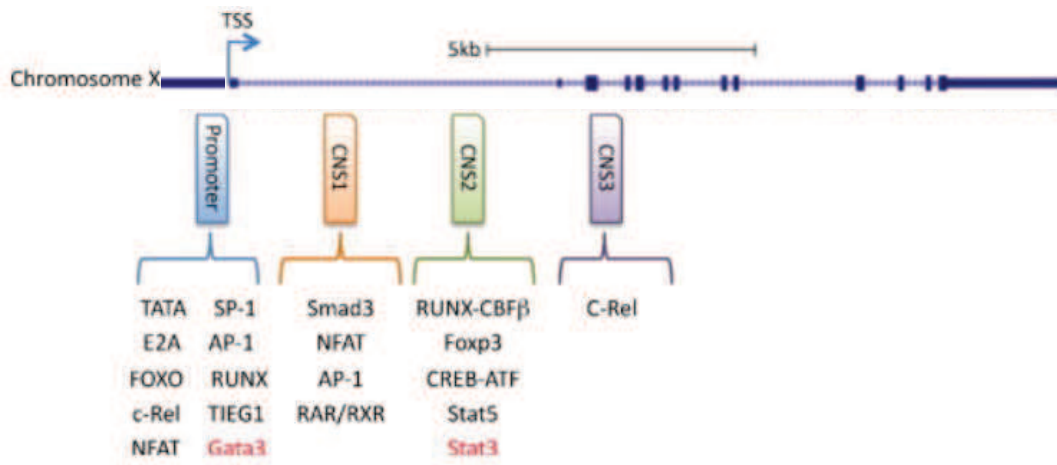 TSS
5kb
Chromosome X
Promoter
CNS1
CNS2
CNS3
TATA SP-1 Smad3 RUNX-CBFβ C-Rel
E2A AP-1 NFAT Foxp3
FOXO RUNX AP-1 CREB-ATF
c-Rel TIEG1 RAR/RXR Stat5
NFAT Gata3 Stat3